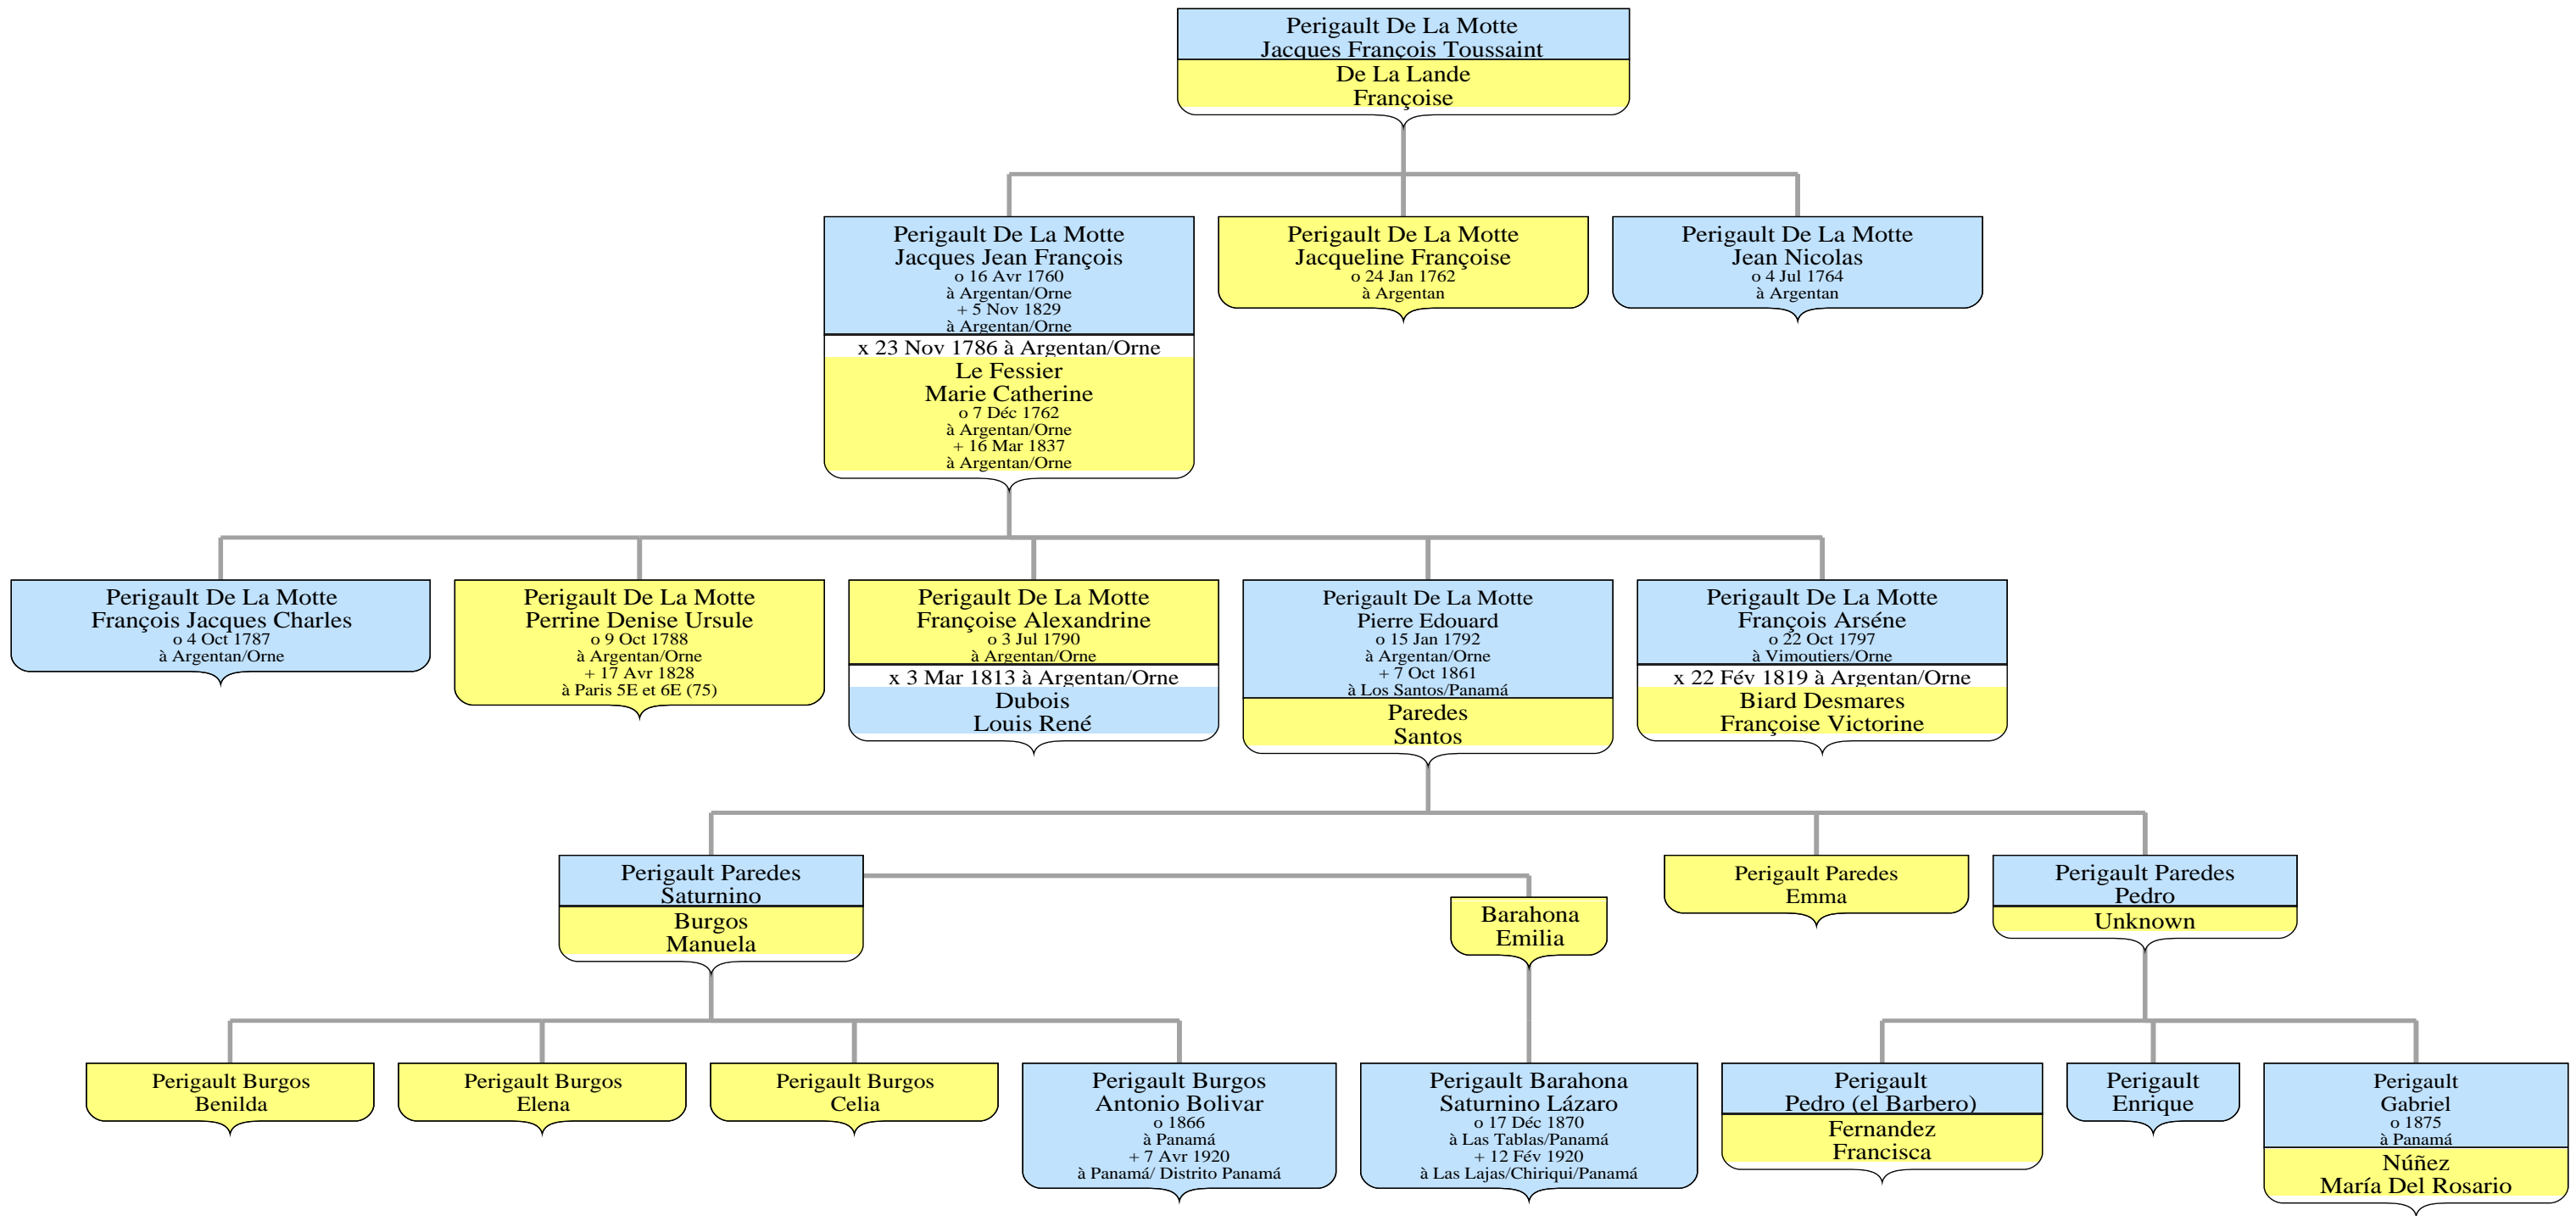 Perigault De La Motte
Jacques François Toussaint
De La Lande
Françoise
Perigault De La Motte
Jacques Jean François
o 16 Avr 1760
à Argentan/Orne
+ 5 Nov 1829
à Argentan/Orne
x 23 Nov 1786 à Argentan/Orne
Le Fessier
Marie Catherine
o 7 Déc 1762
à Argentan/Orne
+ 16 Mar 1837
à Argentan/Orne
Perigault De La Motte
Jacqueline Françoise
o 24 Jan 1762
à Argentan
Perigault De La Motte
Jean Nicolas
o 4 Jul 1764
à Argentan
Perigault De La Motte
François Jacques Charles
o 4 Oct 1787
à Argentan/Orne
Perigault De La Motte
Perrine Denise Ursule
o 9 Oct 1788
à Argentan/Orne
+ 17 Avr 1828
à Paris 5E et 6E (75)
Perigault De La Motte
Françoise Alexandrine
o 3 Jul 1790
à Argentan/Orne
x 3 Mar 1813 à Argentan/Orne
Dubois
Louis René
Perigault De La Motte
Pierre Edouard
o 15 Jan 1792
à Argentan/Orne
+ 7 Oct 1861
à Los Santos/Panamá
Paredes
Santos
Perigault De La Motte
François Arséne
o 22 Oct 1797
à Vimoutiers/Orne
x 22 Fév 1819 à Argentan/Orne
Biard Desmares
Françoise Victorine
Perigault Paredes
Saturnino
Burgos
Manuela
Barahona
Emilia
Perigault Paredes
Emma
Perigault Paredes
Pedro
Unknown
Perigault Burgos
Benilda
Perigault Burgos
Elena
Perigault Burgos
Celia
Perigault Burgos
Antonio Bolivar
o 1866
à Panamá
+ 7 Avr 1920
à Panamá/ Distrito Panamá
Perigault Barahona
Saturnino Lázaro
o 17 Déc 1870
à Las Tablas/Panamá
+ 12 Fév 1920
à Las Lajas/Chiriqui/Panamá
Perigault
Pedro (el Barbero)
Fernandez
Francisca
Perigault
Enrique
Perigault
Gabriel
o 1875
à Panamá
Núñez
María Del Rosario